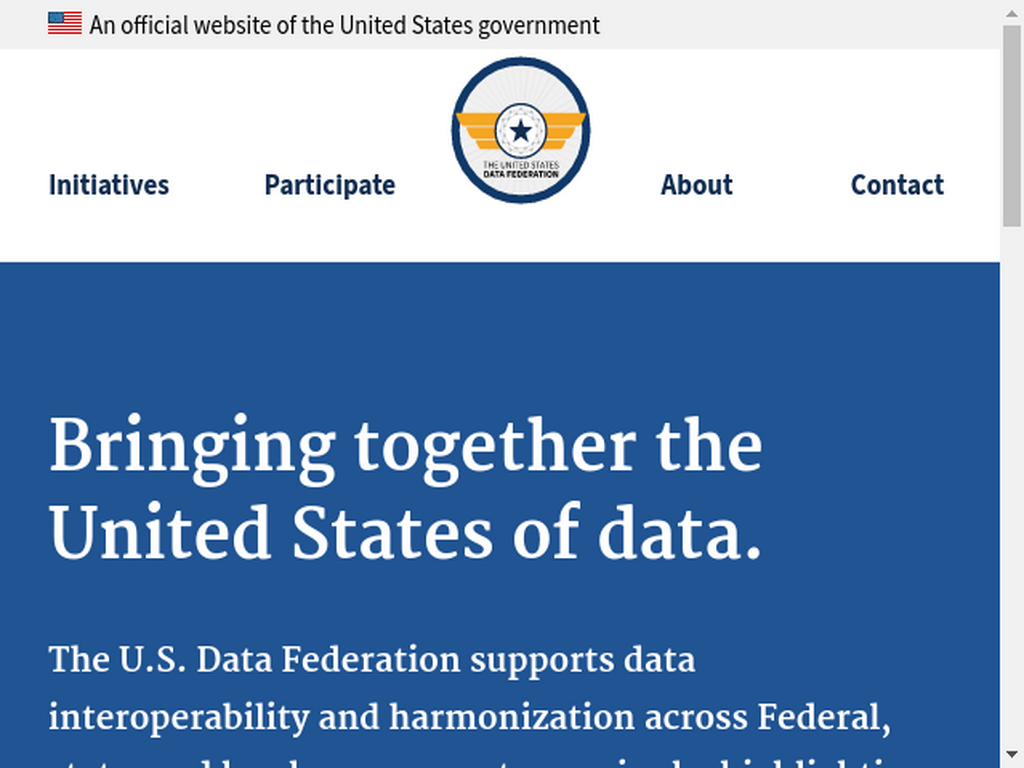 An official website of the United States government
Initiatives
Participate
THE UNITED STATES
DATA FEDERATION
About
Contact
Bringing together the
United States of data.
The U.S. Data Federation supports data
interoperability and harmonization across Federal,